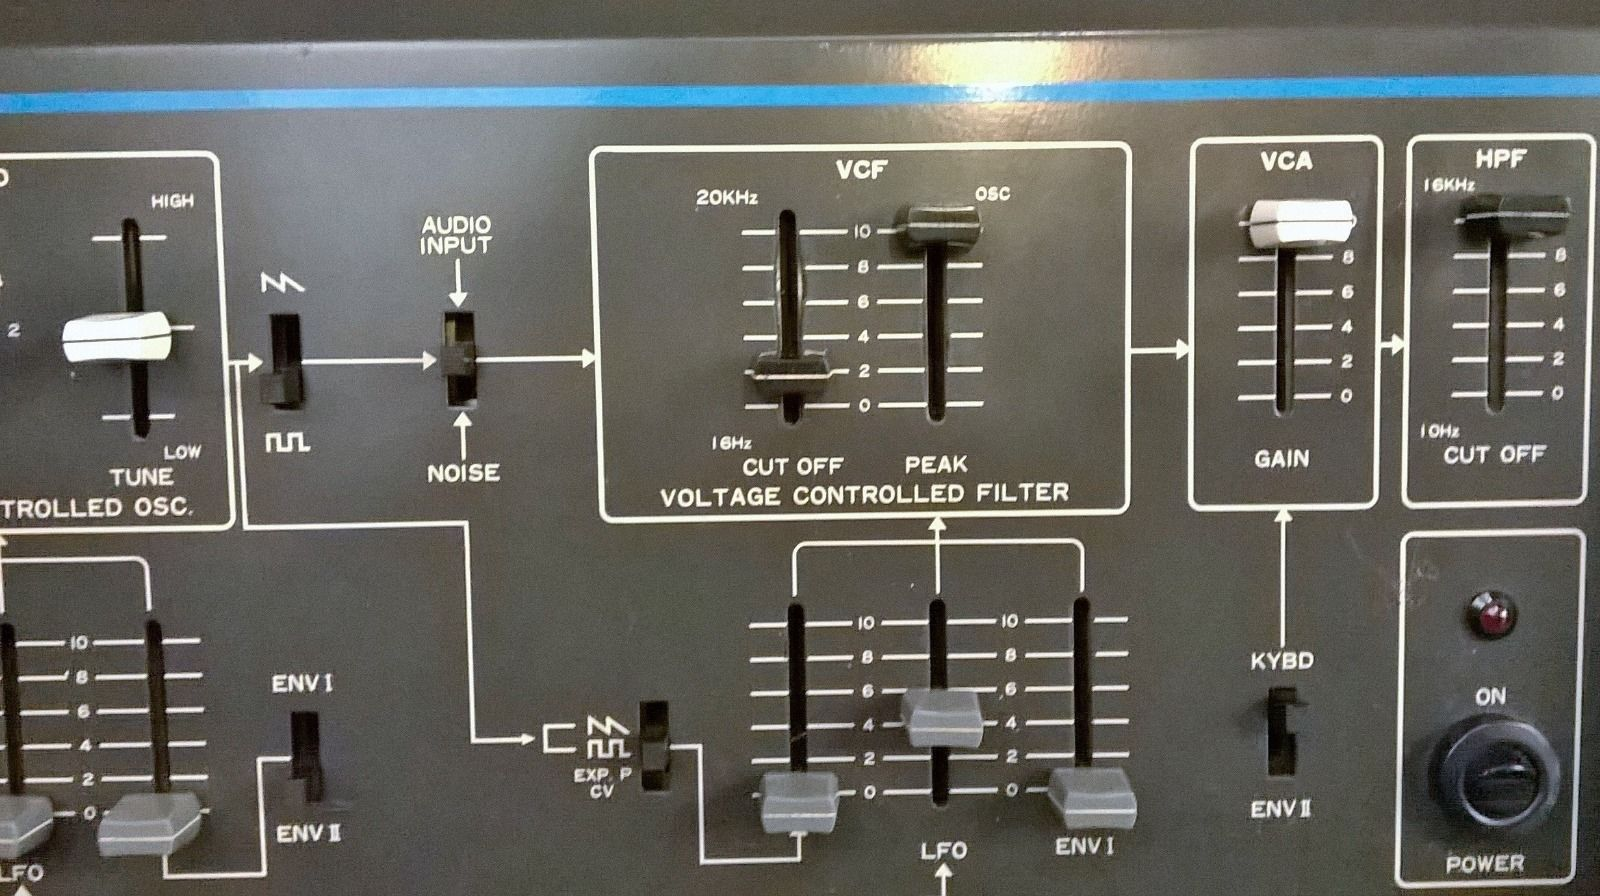 HIGH
2
LOW
TUNE
TROLLED OSC.
AUDIO
INPUT
NOISE
VCF
20KHz
OSC
10
8
6
4
2
0
16Hz
CUT OFF PEAK
VOLTAGE CONTROLLED FILTER
VCA
8
6
4
2
0
GAIN
HPF
16KHz
8
6
4
2
0
10Hz
CUT OFF
10
8
6
4
2
0
LFO
ENV I
ENV II
EXP. P
CV
10 10
8 8
6 6
4 4
2 2
0 0
LFO
ENV I
KYBD
ENV II
ON
POWER